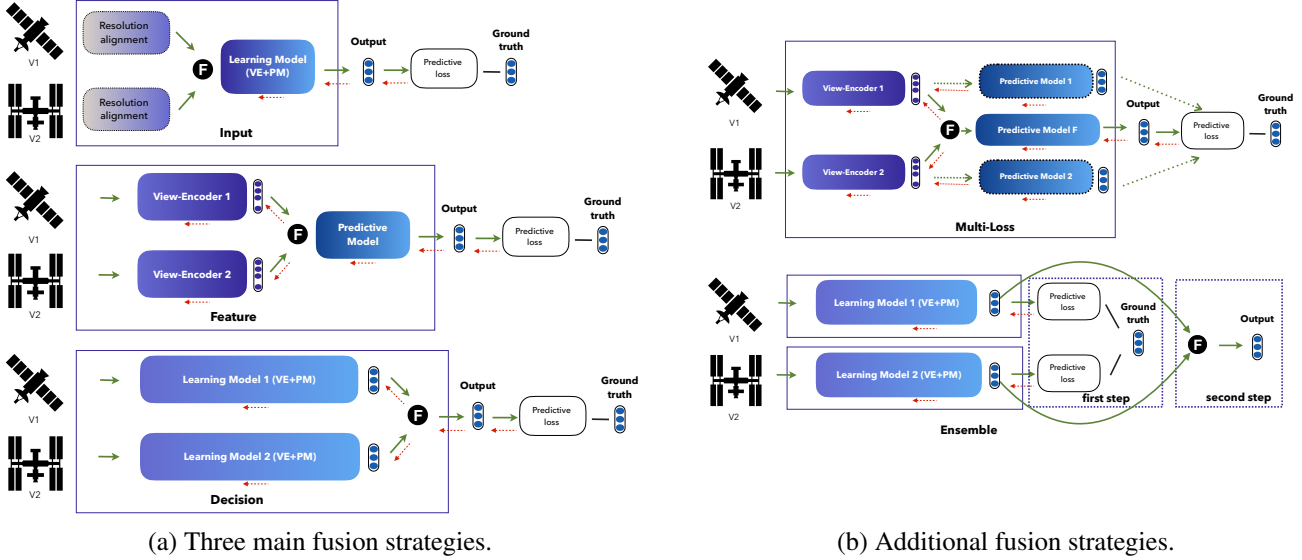 Resolution
alignment
V1
F
Learning Model
(VE+PM)
Output
Predictive
loss
Ground
truth
Resolution
alignment
V2
Input
View-Encoder 1
V1
F
Predictive
Model
Output
Predictive
loss
Ground
truth
View-Encoder 2
V2
Feature
Learning Model 1 (VE+PM)
V1
F
Output
Predictive
loss
Ground
truth
Learning Model 2 (VE+PM)
V2
Decision
(a) Three main fusion strategies.
View-Encoder 1
Predictive Model 1
V1
F
Predictive Model F
Output
Predictive
loss
Ground
truth
View-Encoder 2
Predictive Model 2
V2
Multi-Loss
Learning Model 1 (VE+PM)
Predictive
loss
V1
Ground
truth
F
Output
Learning Model 2 (VE+PM)
Predictive
loss
V2
first step
second step
Ensemble
(b) Additional fusion strategies.